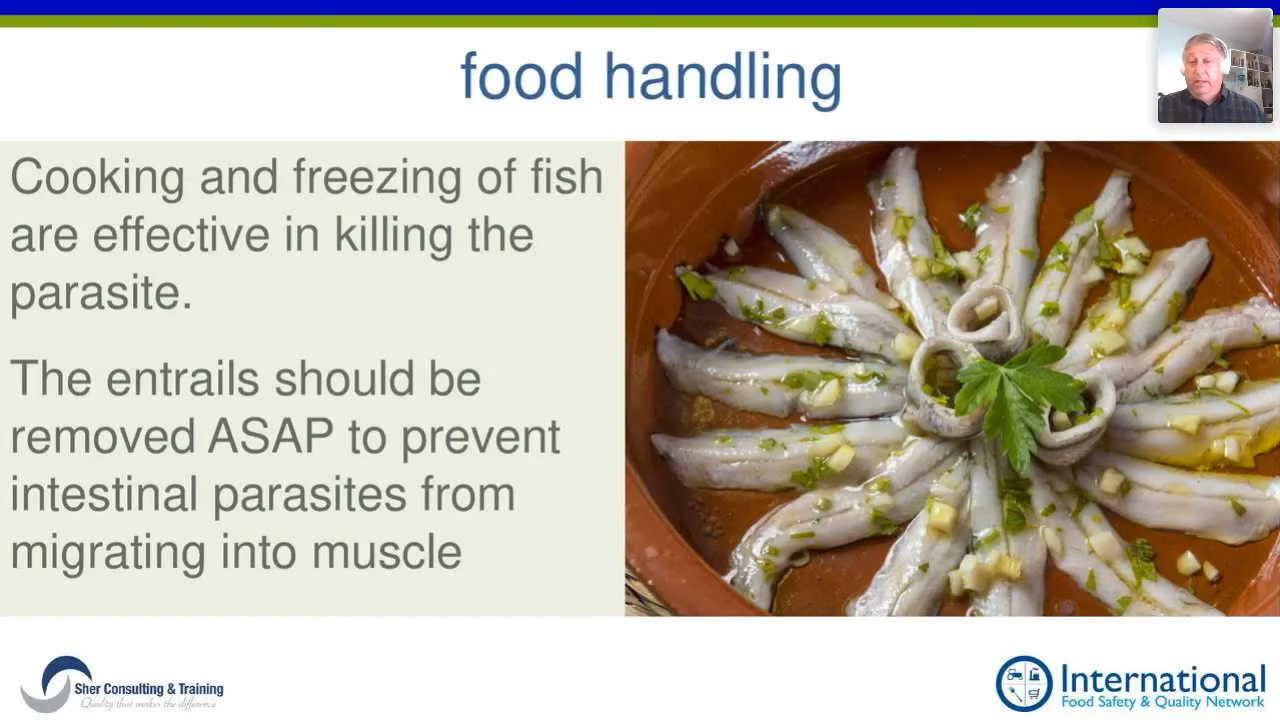 food handling
Cooking and freezing of fish
are effective in killing the
parasite.
The entrails should be
removed ASAP to prevent
intestinal parasites from
migrating into muscle
Sher Consulting & Training
Quality that makes the difference
International
Food Safety & Quality Network